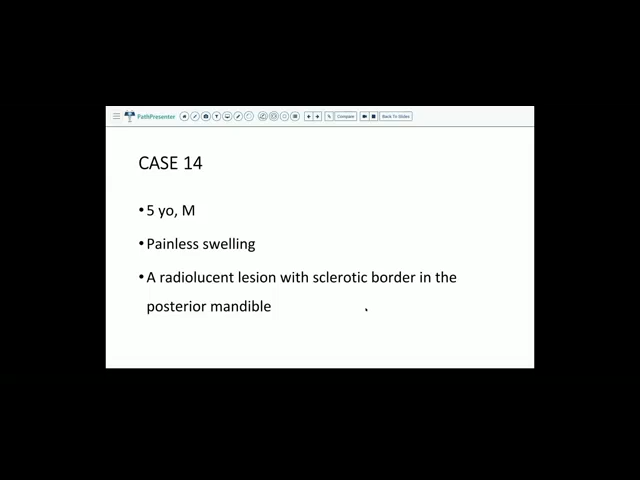 PathPresenter
Compare
Back To Slides
CASE 14
• 5 yo, M
• Painless swelling
• A radiolucent lesion with sclerotic border in the
posterior mandible